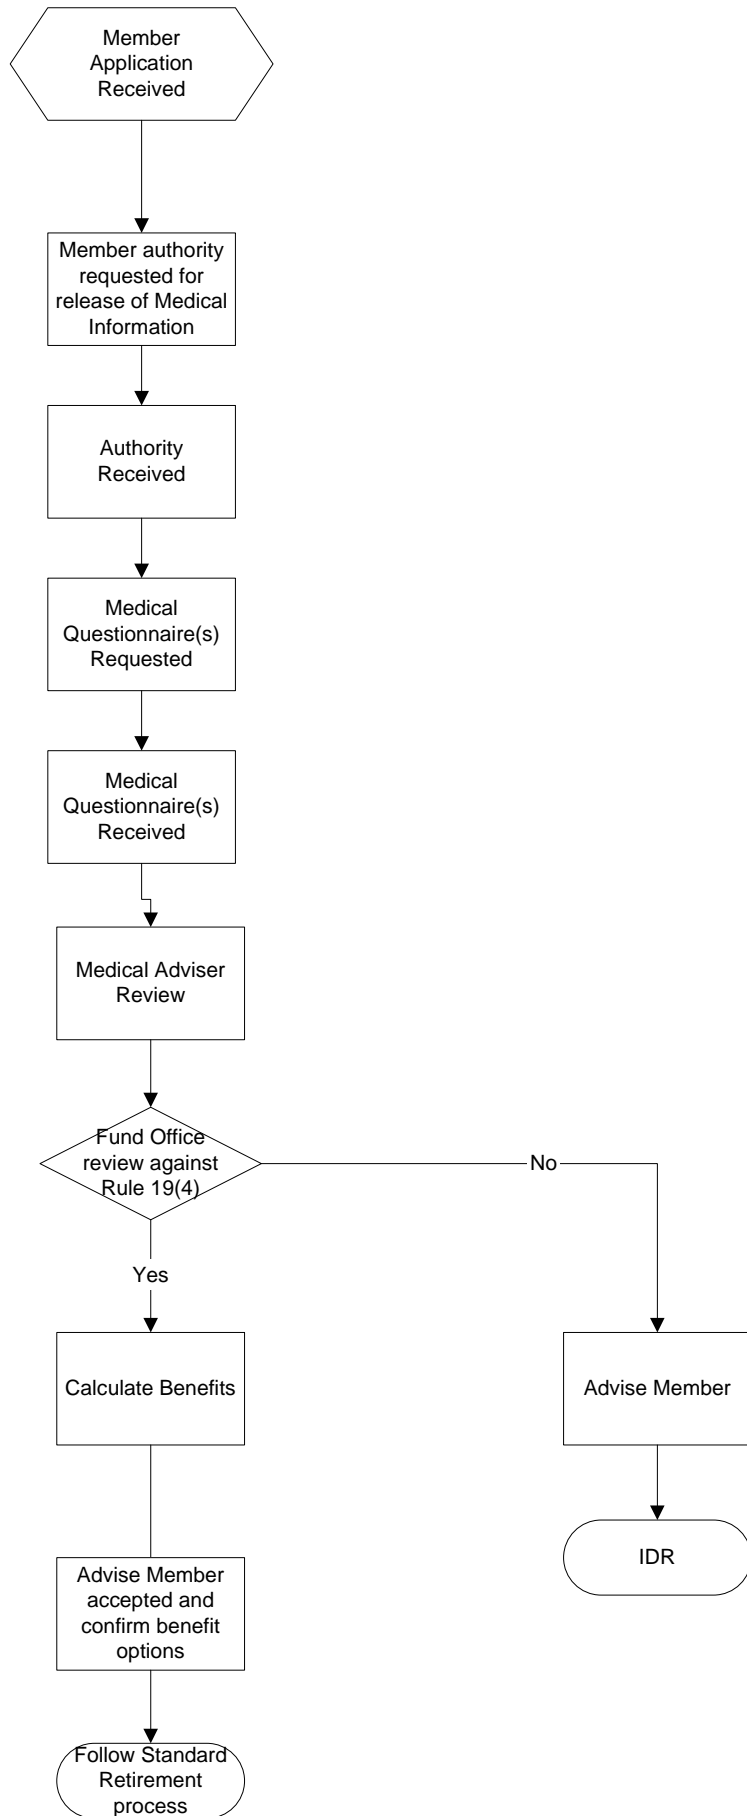 Member
Application
Received
Member authority
requested for
release of Medical
Information
Authority
Received
Medical
Questionnaire(s)
Requested
Medical
Questionnaire(s)
Received
Medical Adviser
Review
Fund Office
review against
Rule 19(4)
No
Yes
Calculate Benefits
Advise Member
IDR
Advise Member
accepted and
confirm benefit
options
Follow Standard
Retirement
process